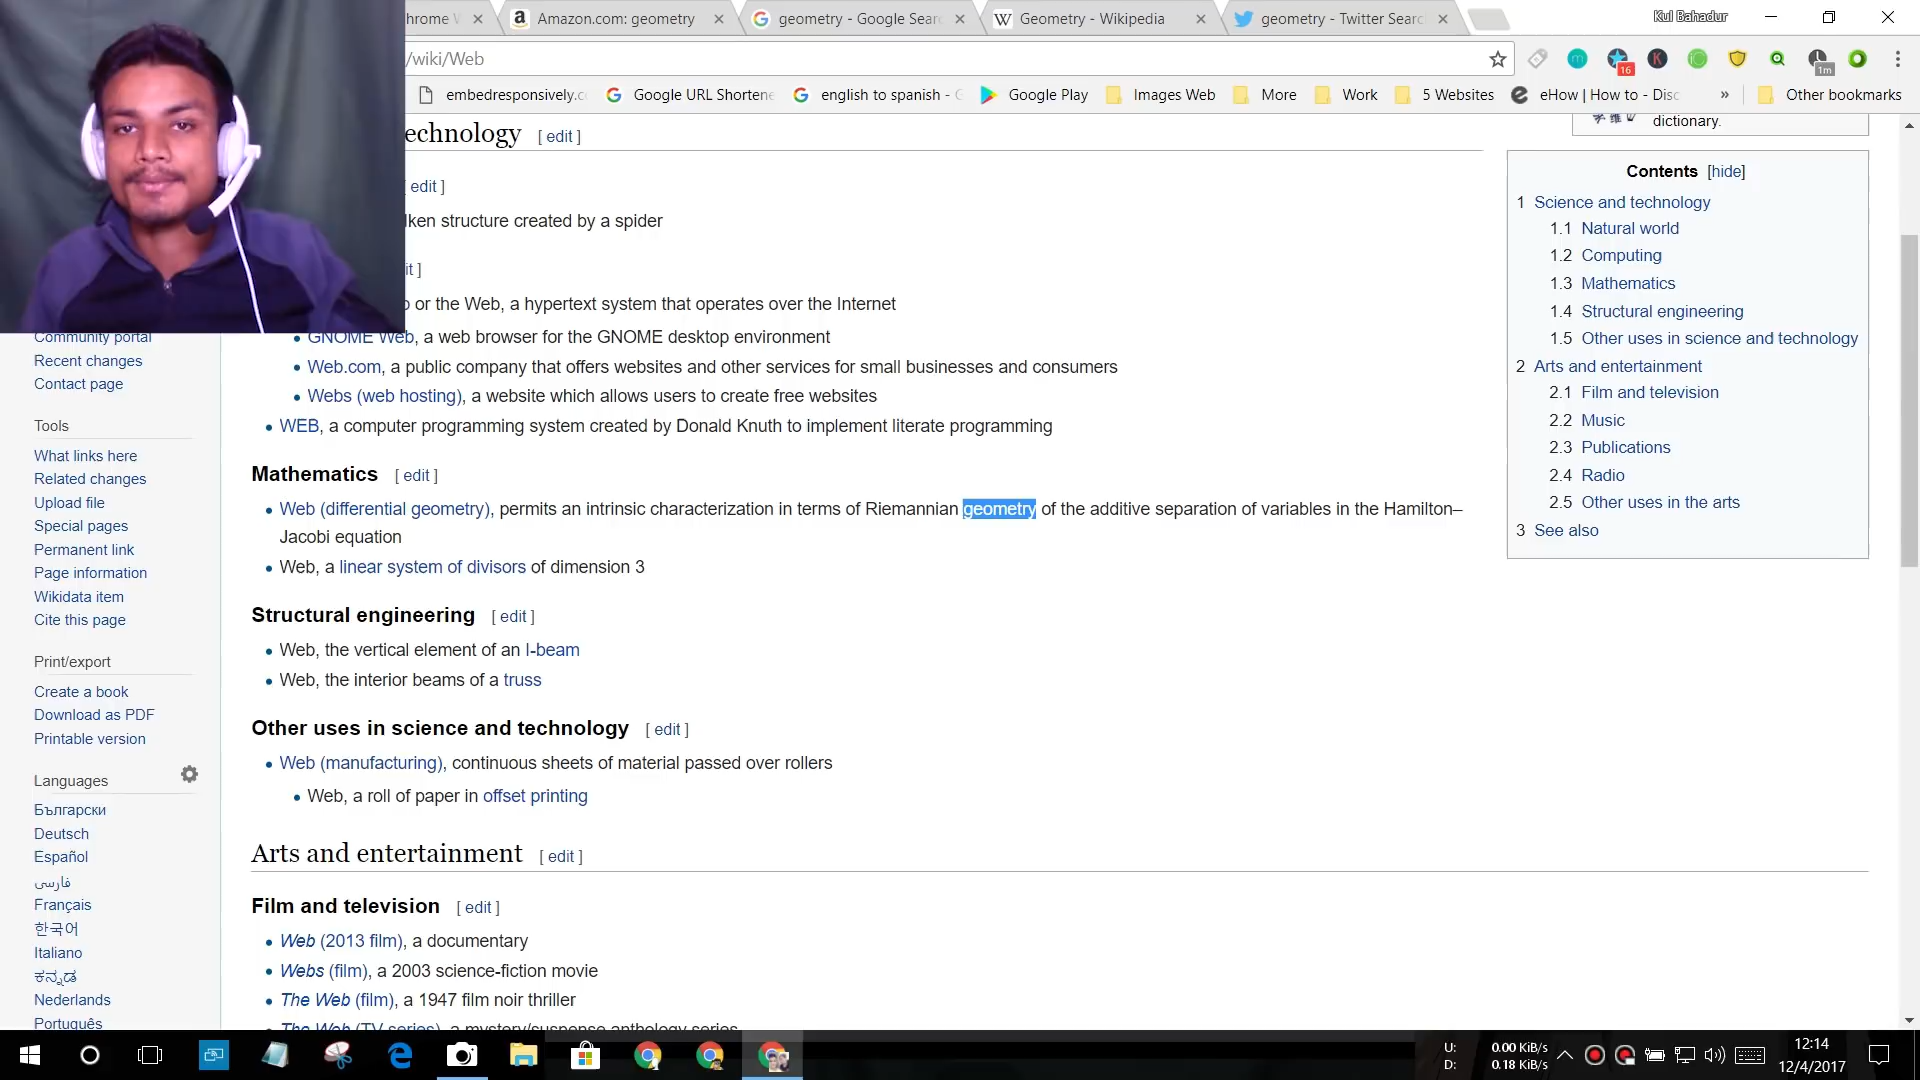 hrome W
Amazon.com: geometry
geometry - Google Searc
Geometry - Wikipedia
geometry - Twitter Searc
Kul Bahadur
/wiki/Web
16
1m
embedresponsively.c
Google URL Shortene
english to spanish - G
Google Play
Images Web
More
Work
5 Websites
eHow | How to - Disc
»
Other bookmarks
echnology [ edit ]
dictionary.
[ edit ]
lken structure created by a spider
it ]
b or the Web, a hypertext system that operates over the Internet
GNOME Web, a web browser for the GNOME desktop environment
Web.com, a public company that offers websites and other services for small businesses and consumers
Webs (web hosting), a website which allows users to create free websites
WEB, a computer programming system created by Donald Knuth to implement literate programming
Mathematics [ edit ]
Web (differential geometry), permits an intrinsic characterization in terms of Riemannian geometry of the additive separation of variables in the Hamilton–
Jacobi equation
Web, a linear system of divisors of dimension 3
Structural engineering [ edit ]
Web, the vertical element of an I-beam
Web, the interior beams of a truss
Other uses in science and technology [ edit ]
Web (manufacturing), continuous sheets of material passed over rollers
Web, a roll of paper in offset printing
Arts and entertainment [ edit ]
Film and television [ edit ]
Web (2013 film), a documentary
Webs (film), a 2003 science-fiction movie
The Web (film), a 1947 film noir thriller
The Web (TV series), a mystery/suspense anthology series
Contents [hide]
1 Science and technology
1.1 Natural world
1.2 Computing
1.3 Mathematics
1.4 Structural engineering
1.5 Other uses in science and technology
2 Arts and entertainment
2.1 Film and television
2.2 Music
2.3 Publications
2.4 Radio
2.5 Other uses in the arts
3 See also
Community portal
Recent changes
Contact page
Tools
What links here
Related changes
Upload file
Special pages
Permanent link
Page information
Wikidata item
Cite this page
Print/export
Create a book
Download as PDF
Printable version
Languages
Български
Deutsch
Español
فارسی
Français
한국어
Italiano
ಕನ್ನಡ
Nederlands
Português
U: 0.00 KiB/s
D: 0.18 KiB/s
12:14
12/4/2017